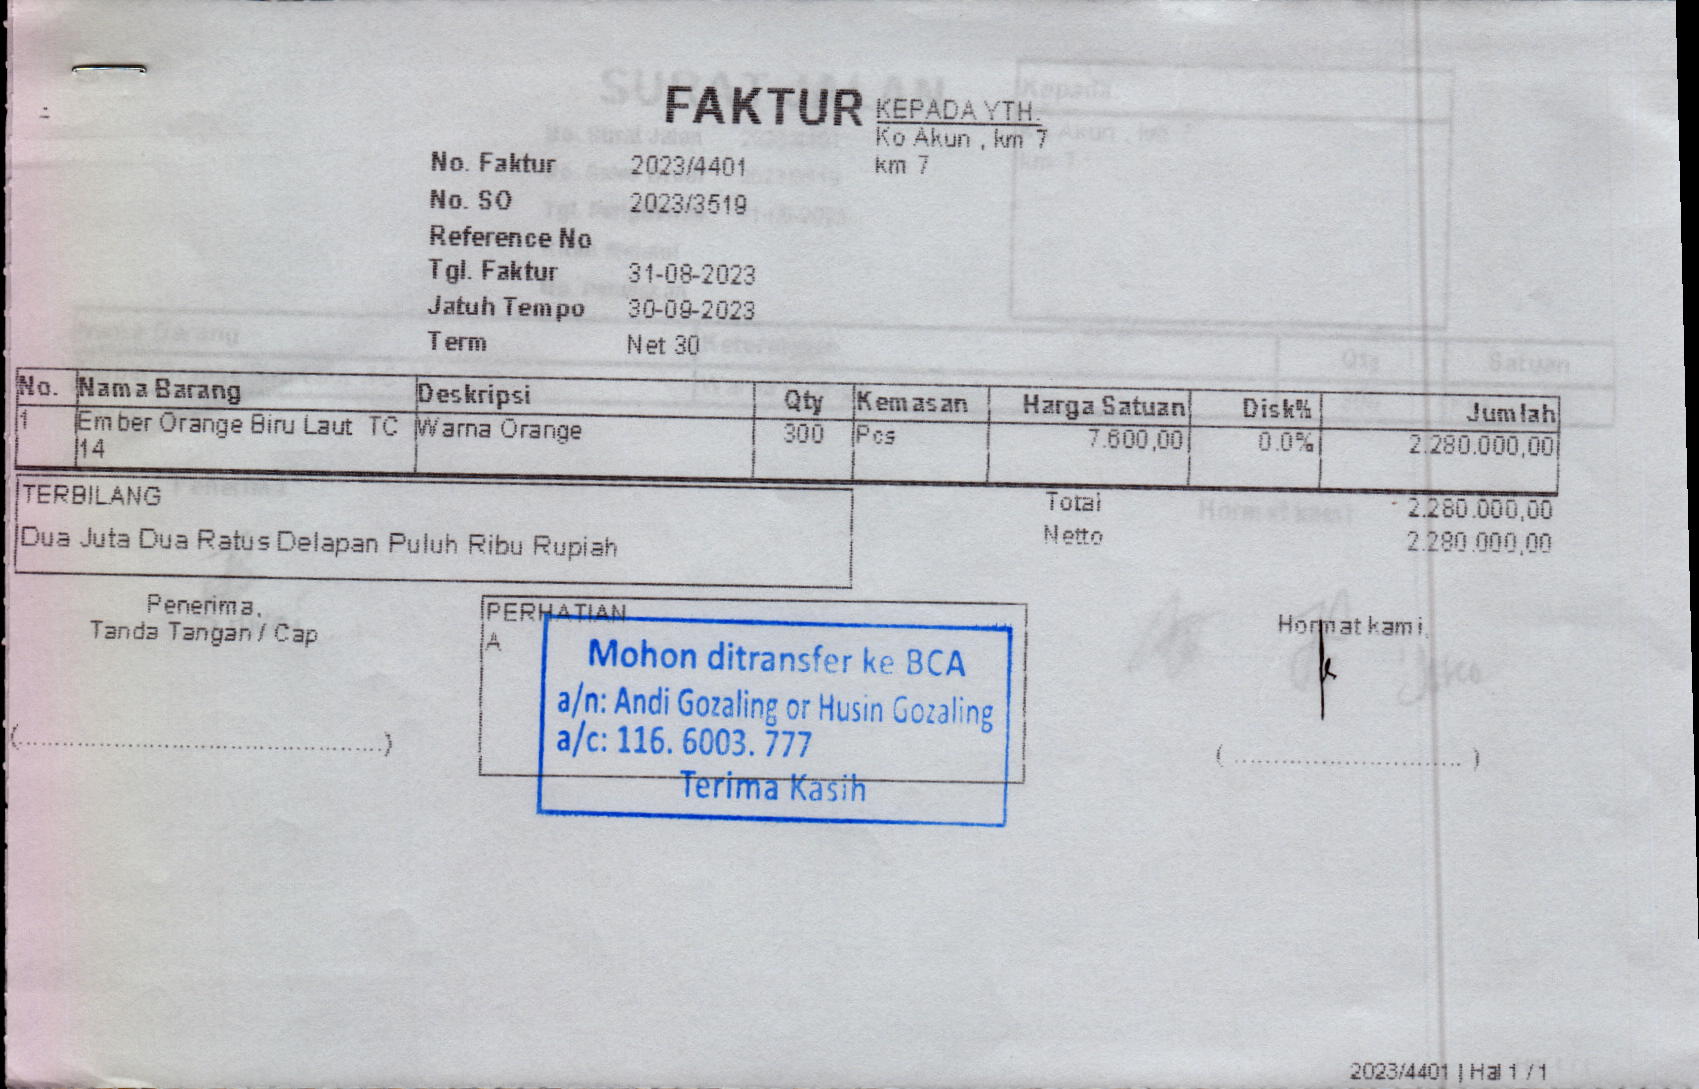 FAKTUR
KEPADA YTH.
Ko Akun , km 7
km 7
No. Faktur 2023/4401
No. SO 2023/3519
Reference No
Tgl. Faktur 31-08-2023
Jatuh Tempo 30-09-2023
Term Net 30
No. Nama Barang Deskripsi Qty Kemasan Harga Satuan Disk% Jumlah
1 Ember Orange Biru Laut TC Warna Orange 300 Pcs 7.600,00 0.0% 2.280.000,00
14
TERBILANG
Dua Juta Dua Ratus Delapan Puluh Ribu Rupiah
Total 2.280.000,00
Netto 2.280.000,00
Penerima,
Tanda Tangan / Cap
PERHATIAN
A
Mohon ditransfer ke BCA
a/n: Andi Gozaling or Husin Gozaling
a/c: 116. 6003. 777
Terima Kasih
Hormat kami,
2023/4401 | Hal 1 / 1